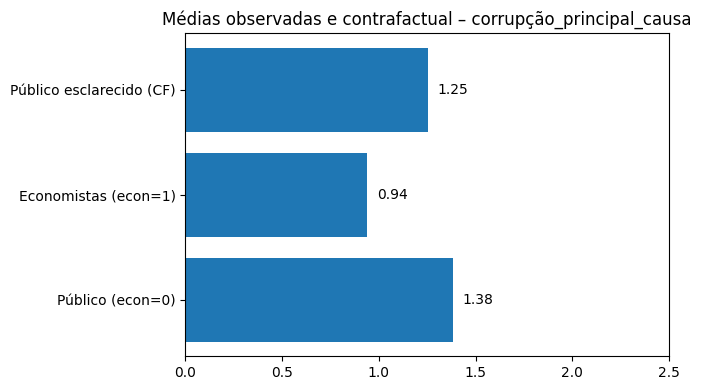 Médias observadas e contrafactual – corrupção_principal_causa
Público esclarecido (CF)
1.25
Economistas (econ=1)
0.94
Público (econ=0)
1.38
0.0 0.5 1.0 1.5 2.0 2.5